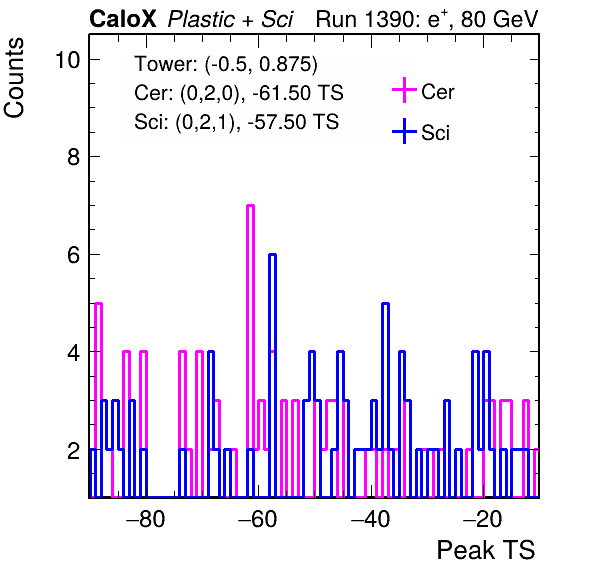 CaloX Plastic + Sci Run 1390: e+, 80 GeV
Counts
Tower: (-0.5, 0.875)
Cer: (0,2,0), -61.50 TS
Sci: (0,2,1), -57.50 TS
Cer
Sci
10
8
6
4
2
−80 −60 −40 −20
Peak TS